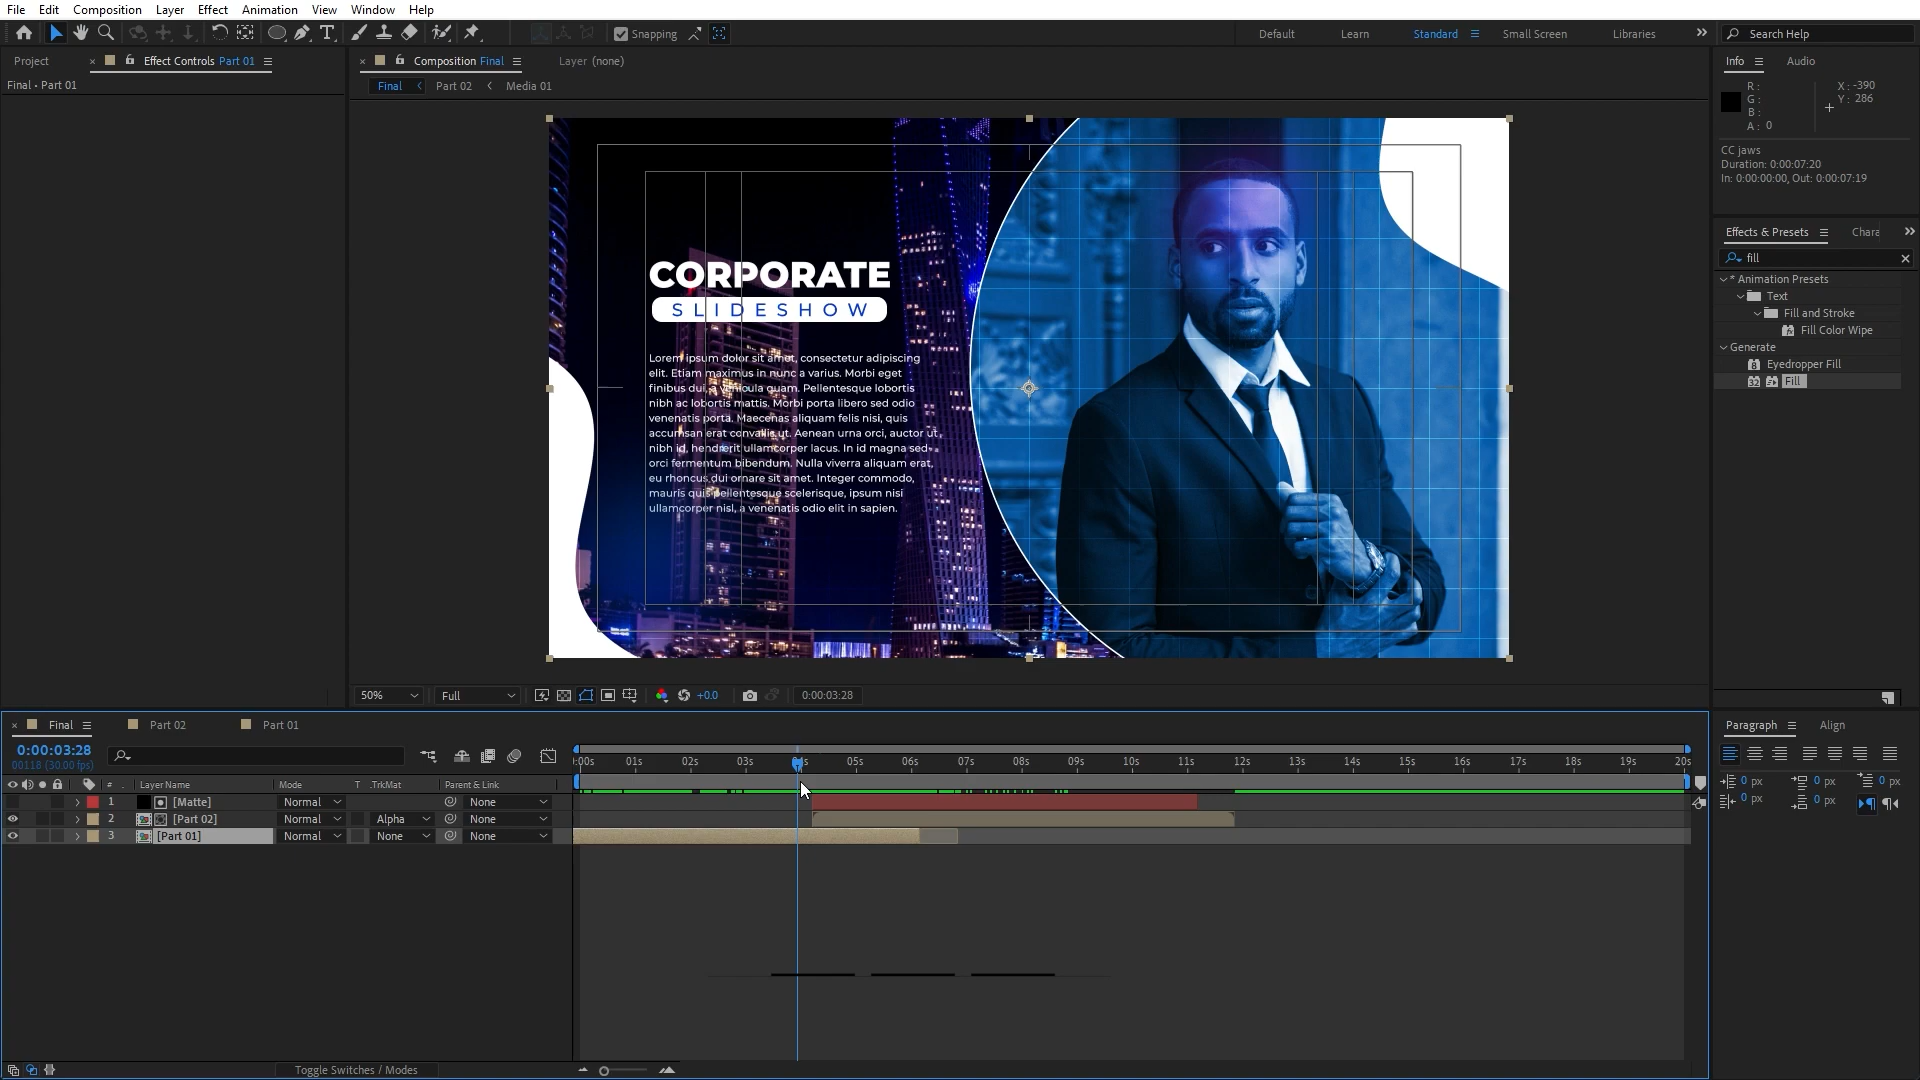 File Edit Composition Layer Effect Animation View Window Help
Snapping Default Learn Standard Small Screen Libraries Search Help
Project Effect Controls Part 01
Final • Part 01
Composition Final Layer (none)
Final Part 02 Media 01
Info Audio
R :
G :
B :
A : 0
X : -390
Y : 286
CC jaws
Duration: 0:00:07:20
In: 0:00:00:00, Out: 0:00:07:19
Effects & Presets Chara
fill
* Animation Presets
Text
Fill and Stroke
Fill Color Wipe
Generate
Eyedropper Fill
Fill
CORPORATE
SLIDESHOW
Lorem ipsum dolor sit amet, consectetur adipiscing
elit. Etiam maximus in nunc a varius. Morbi eget
finibus dui, a vehicula quam. Pellentesque lobortis
nibh ac lobortis mattis. Morbi porta libero sed odio
venenatis porta. Maecenas aliquam felis nisi, quis
accumsan erat convallis ut. Aenean urna orci, auctor ut
nibh id, hendrerit ullamcorper lacus. In id magna sed
orci fermentum bibendum. Nulla viverra aliquam erat,
eu rhoncus dui ornare sit amet. Integer commodo,
mauris quis pellentesque scelerisque, ipsum nisi
ullamcorper nisl, a venenatis odio elit in sapien.
50% Full +0.0 0:00:03:28
Final Part 02 Part 01
0:00:03:28
00118 (30.00 fps)
:00s 01s 02s 03s 04s 05s 06s 07s 08s 09s 10s 11s 12s 13s 14s 15s 16s 17s 18s 19s 20s
# Layer Name Mode T .TrkMat Parent & Link
1 [Matte] Normal None
2 [Part 02] Normal Alpha None
3 [Part 01] Normal None None
Toggle Switches / Modes
Paragraph Align
0 px 0 px 0 px
0 px 0 px